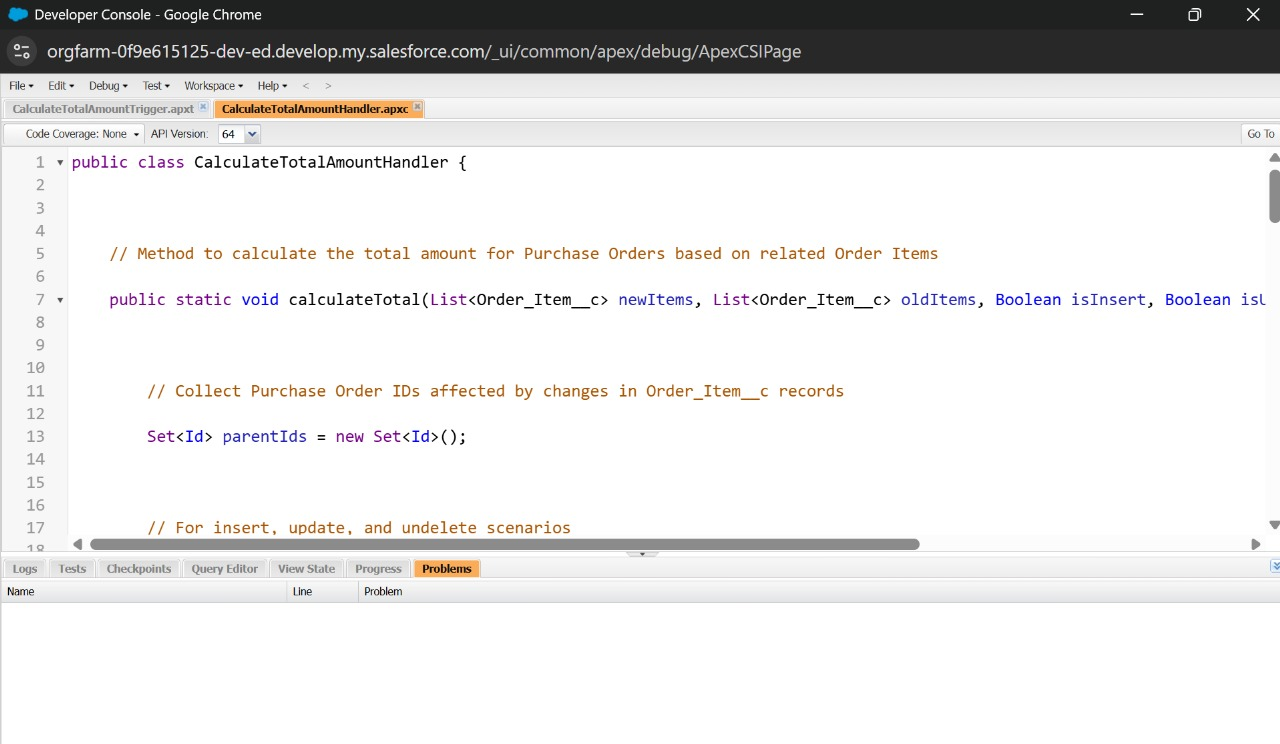 Developer Console - Google Chrome
orgfarm-0f9e615125-dev-ed.develop.my.salesforce.com/_ui/common/apex/debug/ApexCSIPage
File Edit Debug Test Workspace Help < >
CalculateTotalAmountTrigger.apxt CalculateTotalAmountHandler.apxc
Code Coverage: None API Version: 64 Go To
1 public class CalculateTotalAmountHandler {
2
3
4
5 // Method to calculate the total amount for Purchase Orders based on related Order Items
6
7 public static void calculateTotal(List<Order_Item__c> newItems, List<Order_Item__c> oldItems, Boolean isInsert, Boolean isU
8
9
10
11 // Collect Purchase Order IDs affected by changes in Order_Item__c records
12
13 Set<Id> parentIds = new Set<Id>();
14
15
16
17 // For insert, update, and undelete scenarios
18
Logs Tests Checkpoints Query Editor View State Progress Problems
Name Line Problem